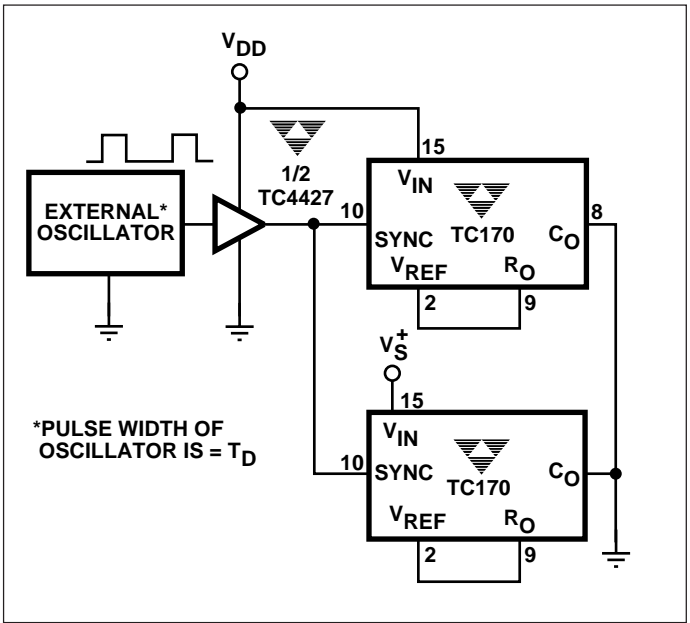 VDD
1/2
TC4427
EXTERNAL*
OSCILLATOR
15
VIN
10
SYNC
TC170
CO
8
VREF
RO
2
9
VS+
15
VIN
10
SYNC
TC170
CO
VREF
RO
2
9
*PULSE WIDTH OF
OSCILLATOR IS = TD